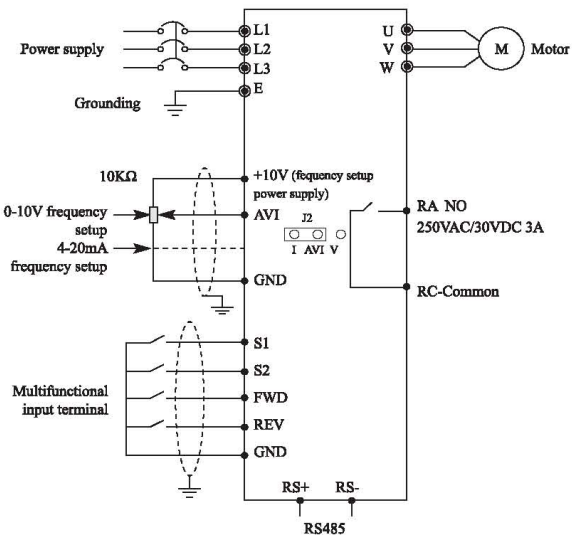 L1
U
Power supply
L2
V
M
Motor
L3
W
E
Grounding
10KΩ
+10V (fequency setup
power supply)
0-10V frequency
setup
AVI
J2
RA NO
250VAC/30VDC 3A
4-20mA
frequency setup
I AVI V
GND
RC-Common
S1
S2
Multifunctional
input terminal
FWD
REV
GND
RS+ RS-
RS485